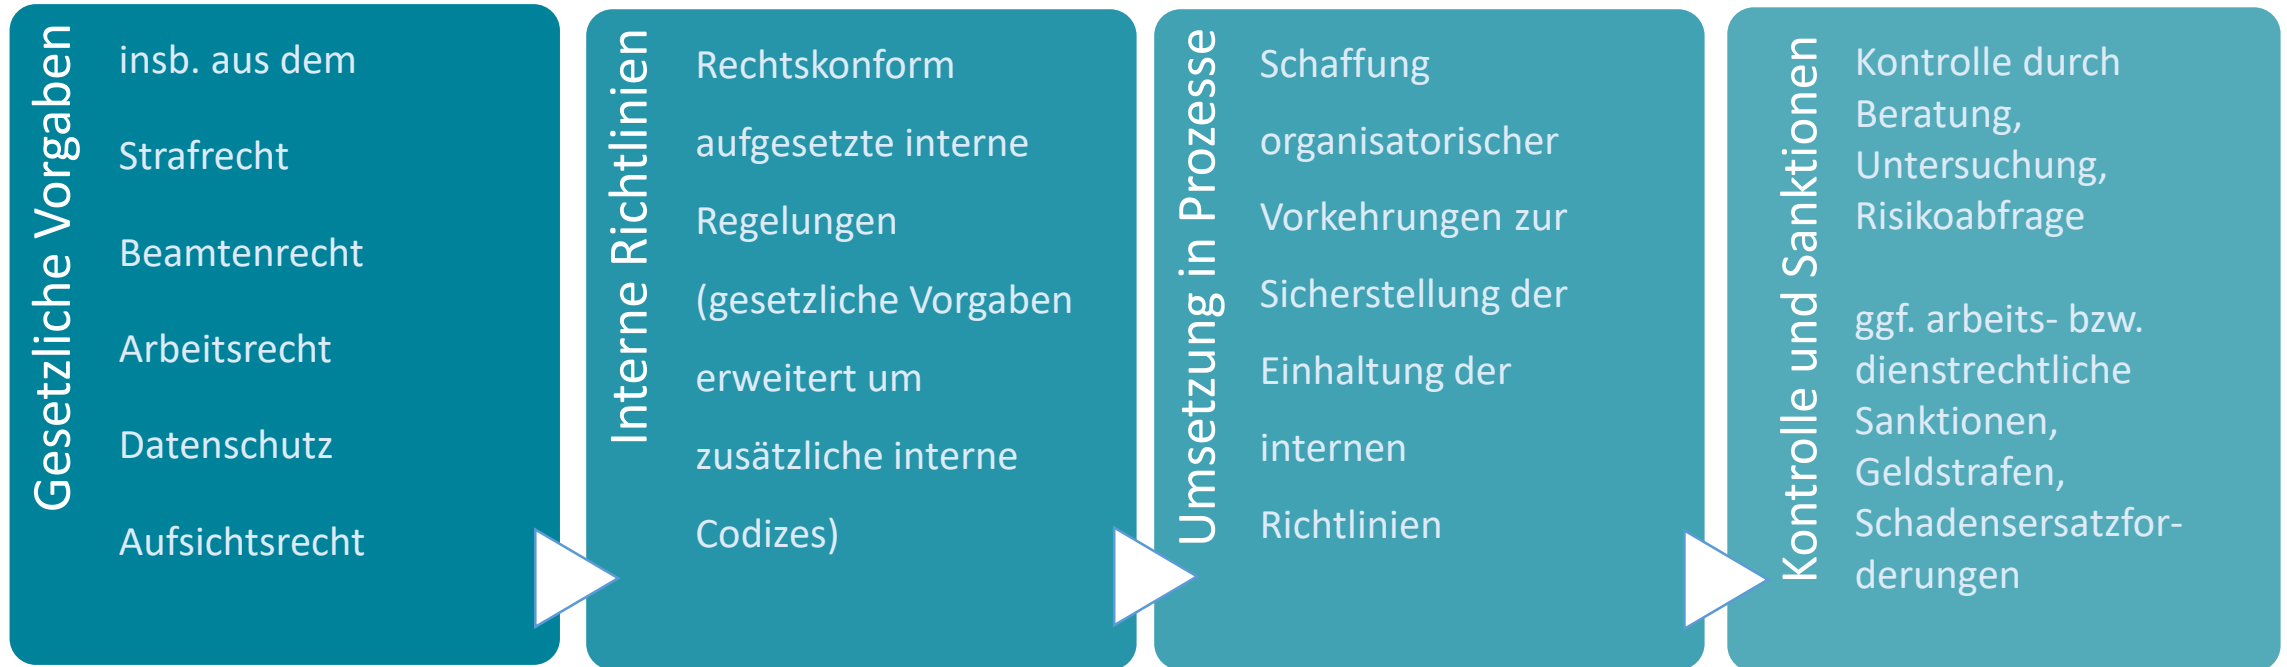 Gesetzliche Vorgaben
insb. aus dem
Strafrecht
Beamtenrecht
Arbeitsrecht
Datenschutz
Aufsichtsrecht
Interne Richtlinien
Rechtskonform
aufgesetzte interne
Regelungen
(gesetzliche Vorgaben
erweitert um
zusätzliche interne
Codizes)
Umsetzung in Prozesse
Schaffung
organisatorischer
Vorkehrungen zur
Sicherstellung der
Einhaltung der
internen
Richtlinien
Kontrolle und Sanktionen
Kontrolle durch
Beratung,
Untersuchung,
Risikoabfrage
ggf. arbeits- bzw.
dienstrechtliche
Sanktionen,
Geldstrafen,
Schadensersatzfor-
derungen